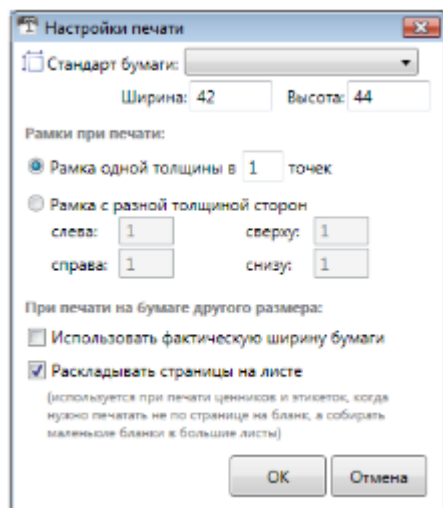 Настройки печати
Стандарт бумаги:
Ширина: 42 Высота: 44
Рамки при печати:
Рамка одной толщины в 1 точек
Рамка с разной толщиной сторон
слева: 1 сверху: 1
справа: 1 снизу: 1
При печати на бумаге другого размера:
Использовать фактическую ширину бумаги
Раскладывать страницы на листе
(используется при печати ценников и этикеток, когда
нужно печатать не по странице на бланк, а собирать
маленькие бланки в большие листы)
ОК Отмена